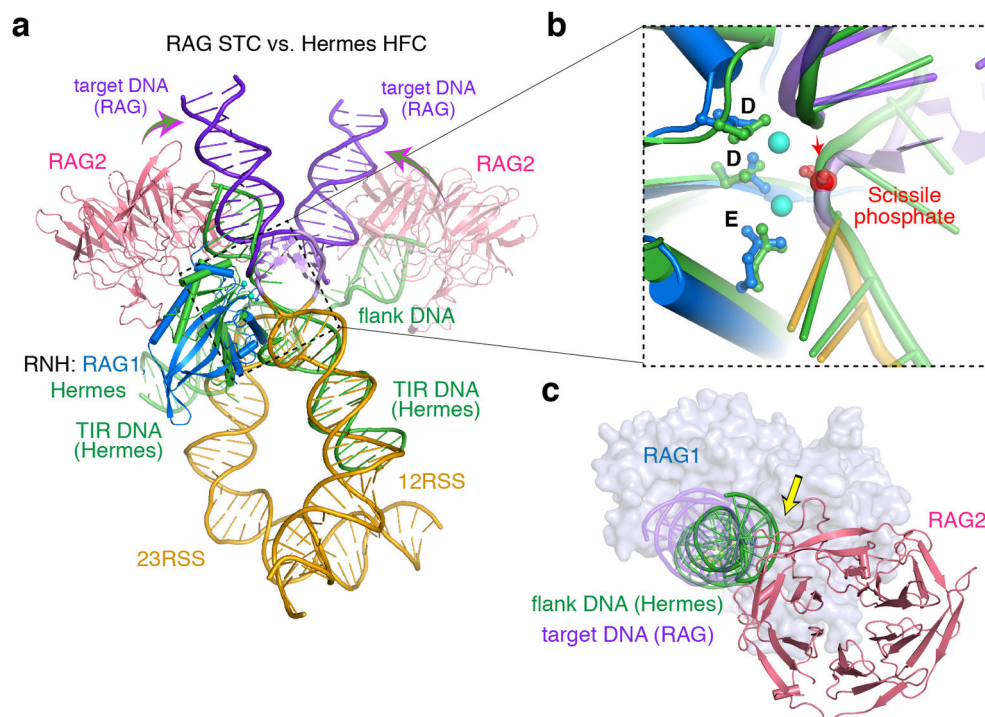 a
RAG STC vs. Hermes HFC
target DNA
(RAG)
target DNA
(RAG)
RAG2
RAG2
flank DNA
RNH: RAG1,
Hermes
TIR DNA
(Hermes)
TIR DNA
(Hermes)
12RSS
23RSS
b
D
D
E
Scissile
phosphate
c
RAG1
RAG2
flank DNA (Hermes)
target DNA (RAG)